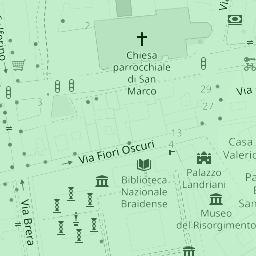 2
Chiesa
parrocchiale
di San
Marco
3
29
27
13
4
Via Fiori Oscuri
Via
Casa
Valerio
Biblioteca
Nazionale
Braidense
Palazzo
Landriani
Museo
del Risorgimento
Via Brera